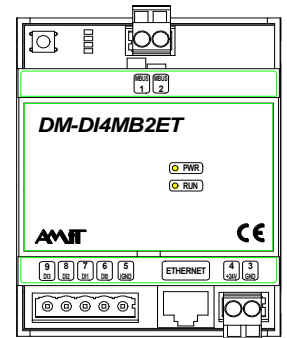 MBUS 1 MBUS 2
DM-DI4MB2ET
PWR
RUN
AMiT CE
9 DI3 8 DI2 7 DI1 6 DI0 5 IGND ETHERNET 4 +24V 3 GND